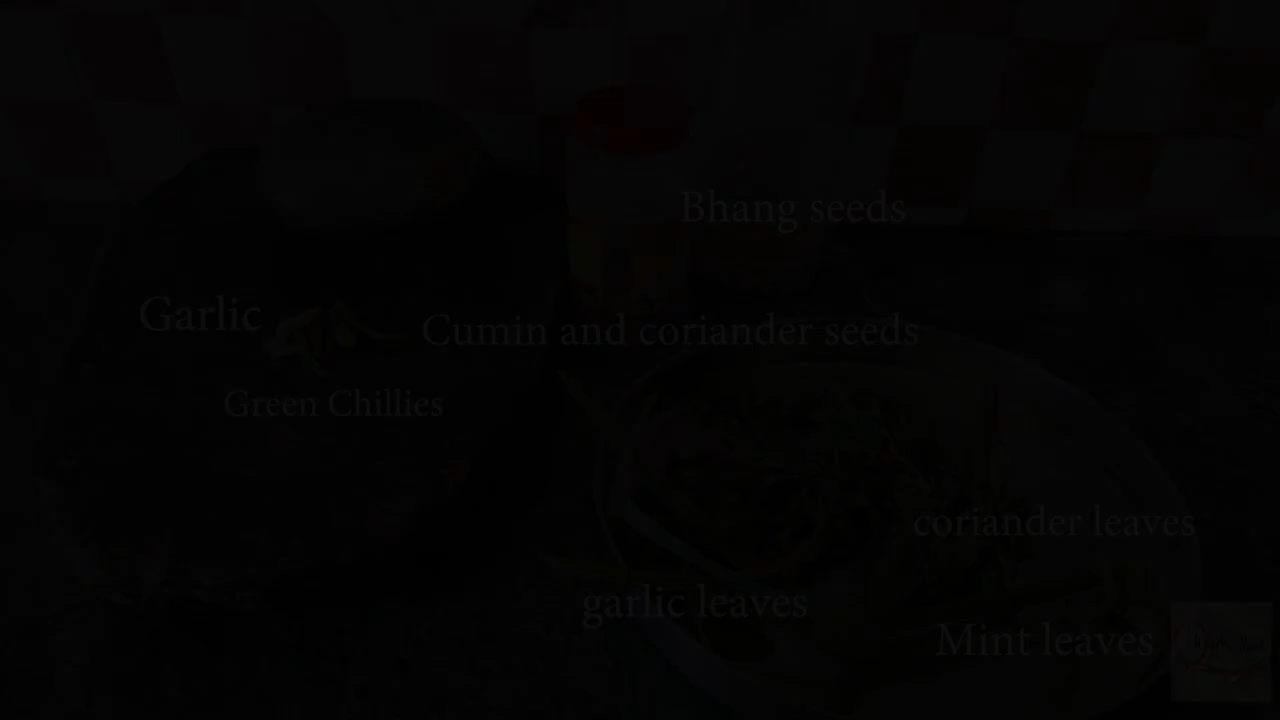 Bhang seeds
Garlic
Cumin and coriander seeds
Green Chillies
coriander leaves
garlic leaves
Mint leaves